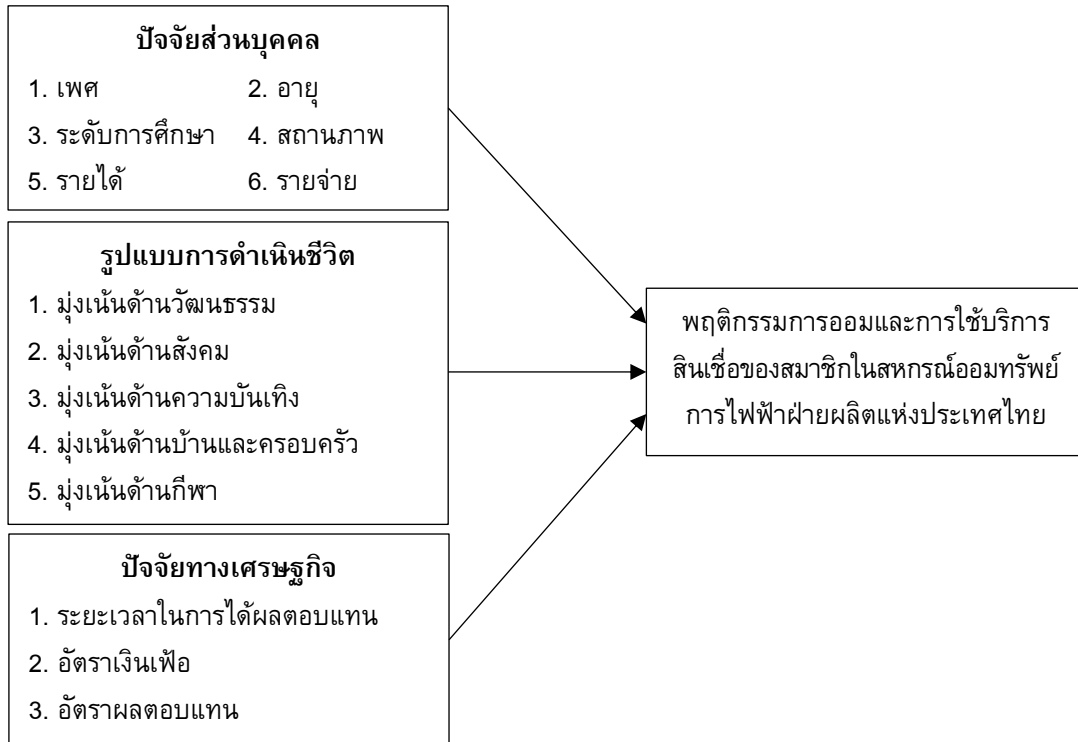 ปัจจัยส่วนบุคคล
1. เพศ 2. อายุ
3. ระดับการศึกษา 4. สถานภาพ
5. รายได้ 6. รายจ่าย
รูปแบบการดำเนินชีวิต
1. มุ่งเน้นด้านวัฒนธรรม
2. มุ่งเน้นด้านสังคม
3. มุ่งเน้นด้านความบันเทิง
4. มุ่งเน้นด้านบ้านและครอบครัว
5. มุ่งเน้นด้านกีฬา
ปัจจัยทางเศรษฐกิจ
1. ระยะเวลาในการได้ผลตอบแทน
2. อัตราเงินเฟ้อ
3. อัตราผลตอบแทน
พฤติกรรมการออมและการใช้บริการ
สินเชื่อของสมาชิกในสหกรณ์ออมทรัพย์
การไฟฟ้าฝ่ายผลิตแห่งประเทศไทย